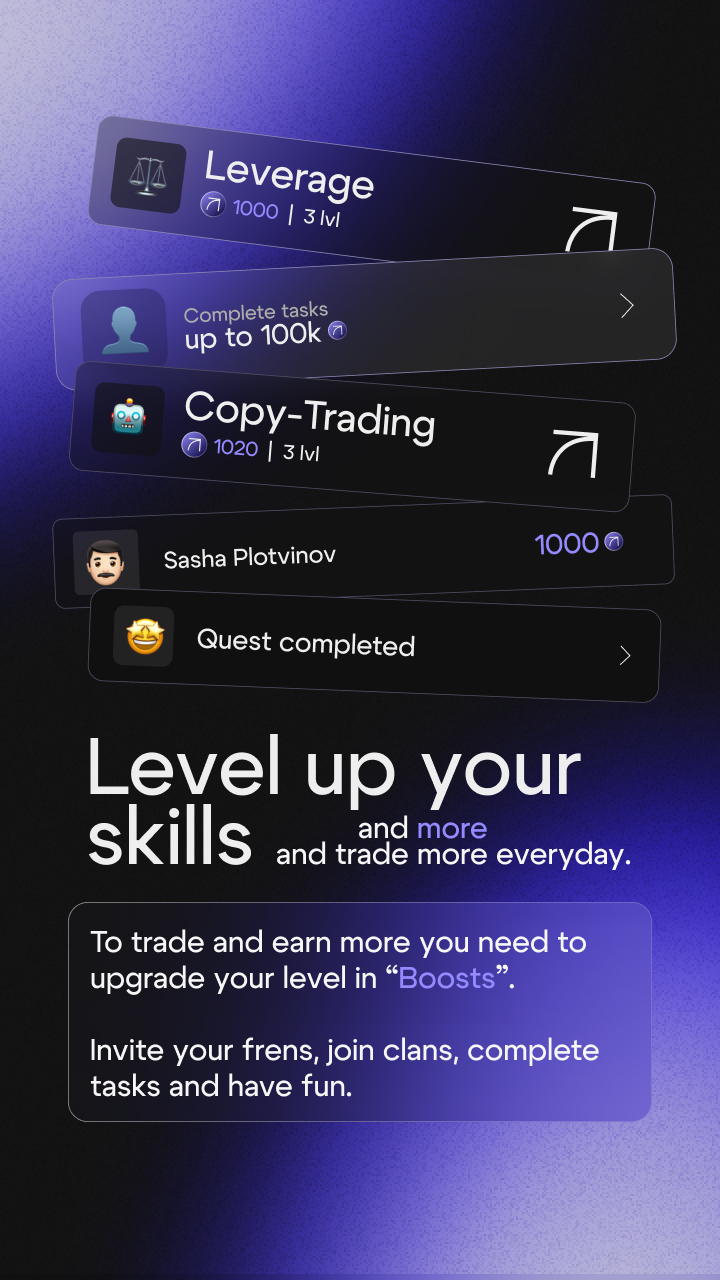 Leverage
1000 | 3 lvl
Complete tasks
up to 100k
Copy-Trading
1020 | 3 lvl
Sasha Plotvinov
1000
Quest completed
Level up your
skills
and more
and trade more everyday.
To trade and earn more you need to
upgrade your level in “Boosts”.
Invite your frens, join clans, complete
tasks and have fun.